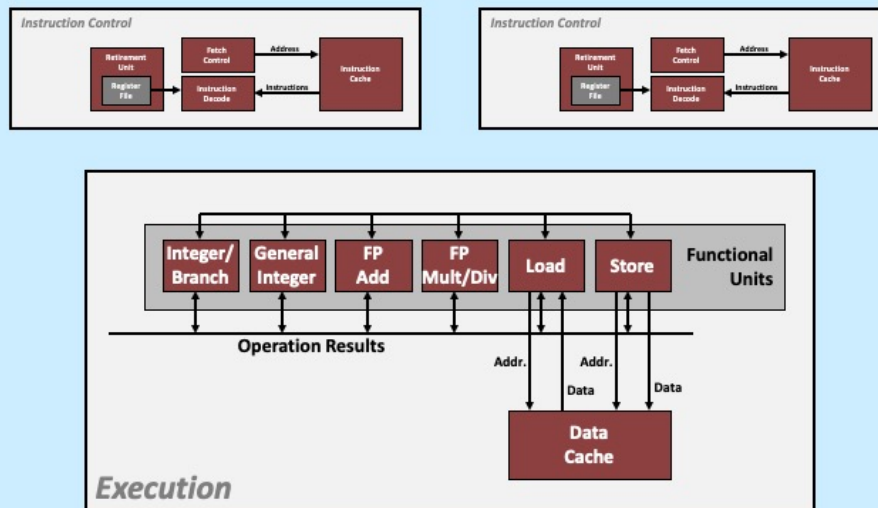 Instruction Control
Retirement
Unit
Register
File
Fetch
Control
Instruction
Decode
Address
Instructions
Instruction
Cache
Instruction Control
Retirement
Unit
Register
File
Fetch
Control
Instruction
Decode
Address
Instructions
Instruction
Cache
Integer/
Branch
General
Integer
FP
Add
FP
Mult/Div
Load
Store
Functional
Units
Operation Results
Addr.
Addr.
Data
Data
Data
Cache
Execution